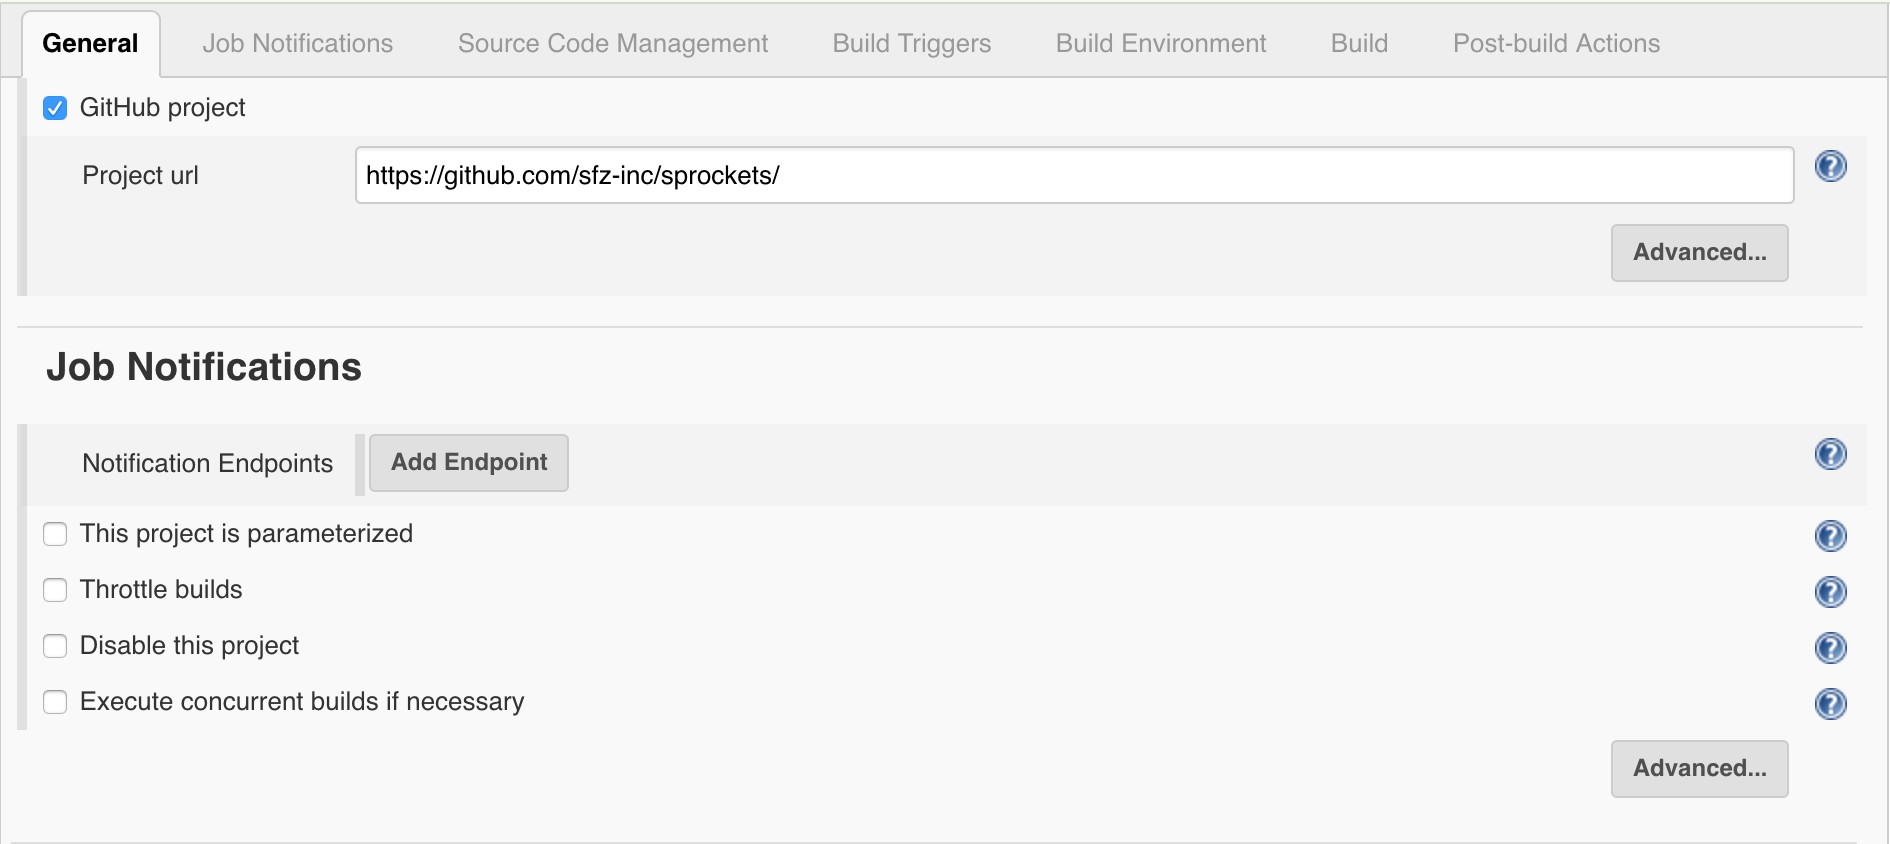 General Job Notifications Source Code Management Build Triggers Build Environment Build Post-build Actions
GitHub project
Project url https://github.com/sfz-inc/sprockets/
Advanced...
Job Notifications
Notification Endpoints Add Endpoint
This project is parameterized
Throttle builds
Disable this project
Execute concurrent builds if necessary
Advanced...